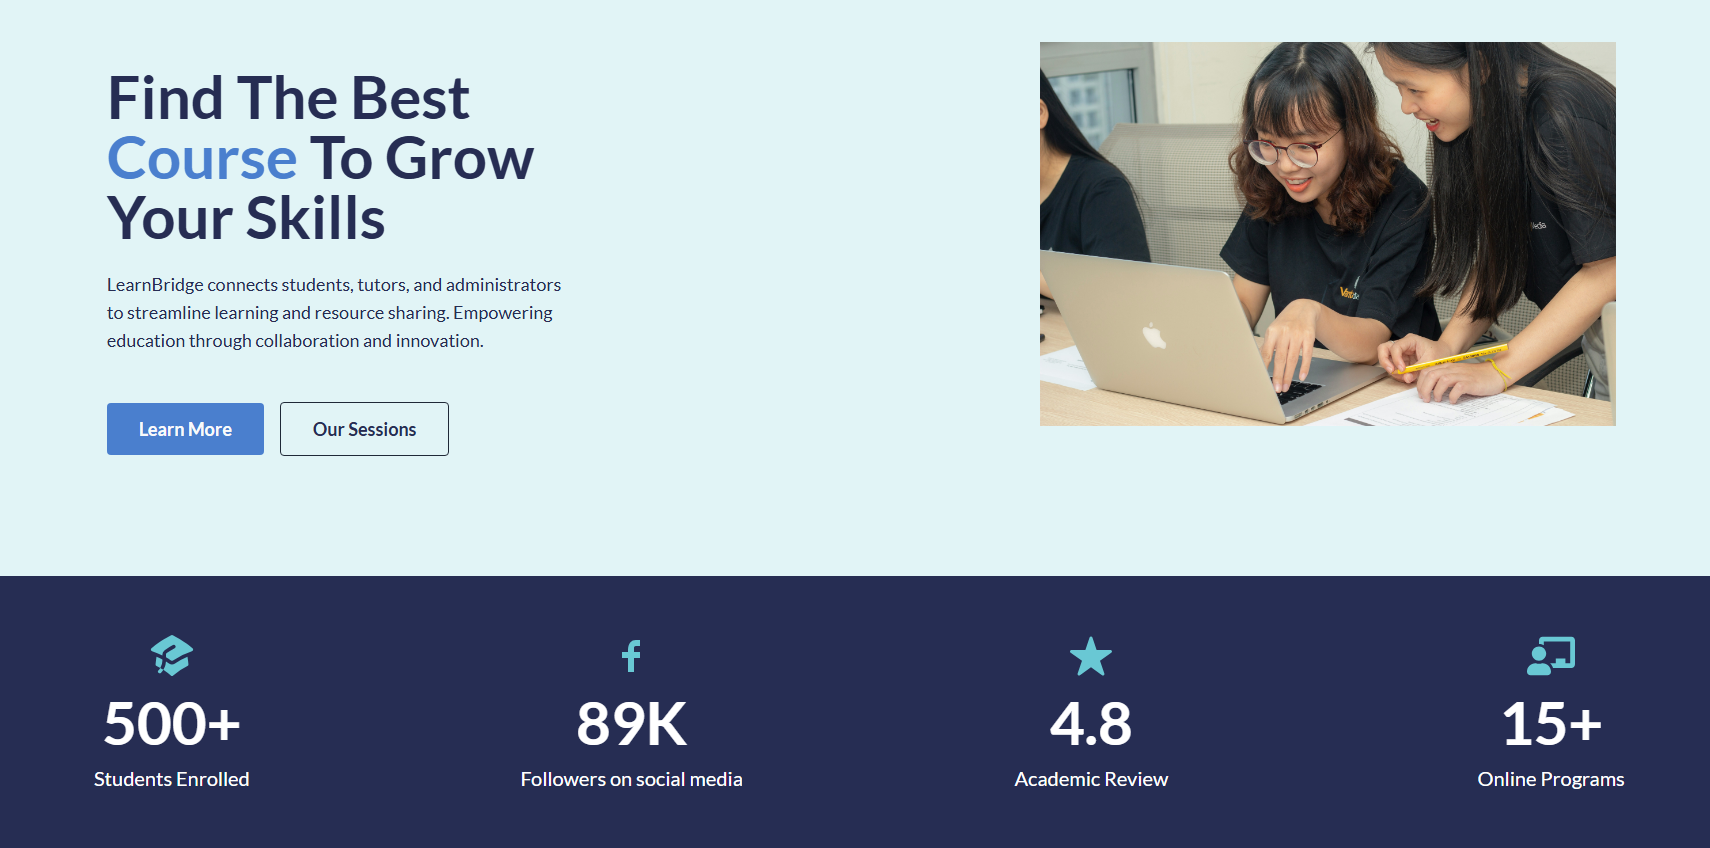 Find The Best
Course To Grow
Your Skills
LearnBridge connects students, tutors, and administrators
to streamline learning and resource sharing. Empowering
education through collaboration and innovation.
Learn More
Our Sessions
500+
Students Enrolled
89K
Followers on social media
4.8
Academic Review
15+
Online Programs